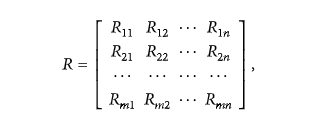 R₁₁ R₁₂ ⋯ R₁ₙ
R₂₁ R₂₂ ⋯ R₂ₙ
R = ⋯ ⋯ ⋯ ⋯ ,
Rₘ₁ Rₘ₂ ⋯ Rₘₙ